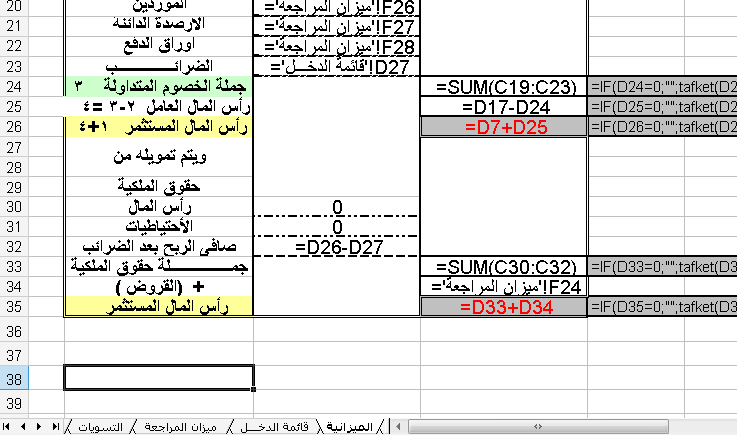 20 الموردين ='ميزان المراجعة'!F26
21 الارصدة الدائنه ='ميزان المراجعة'!F27
22 اوراق الدفع ='ميزان المراجعة'!F28
23 الضرائــــــــــب ='قائمة الدخــل'!D27
24 جملة الخصوم المتداولة ٣ =SUM(C19:C23) =IF(D24=0;"";tafket(D2
25 رأس المال العامل ٢-٣ =٤ =D17-D24 =IF(D25=0;"";tafket(D2
26 رأس المال المستثمر ١+٤ =D7+D25 =IF(D26=0;"";tafket(D2
27 ويتم تمويله من
28
29 حقوق الملكية
30 رأس المال 0
31 الأحتياطيات 0
32 صافى الربح بعد الضرائب =D26-D27
33 جمــــــــــلة حقوق الملكية =SUM(C30:C32) =IF(D33=0;"";tafket(D3
34 + (القروض ) ='ميزان المراجعة'!F24
35 رأس المال المستثمر =D33+D34 =IF(D35=0;"";tafket(D3
36
37
38
39
الميزانية / قائمة الدخــل / ميزان المراجعة / التسويات